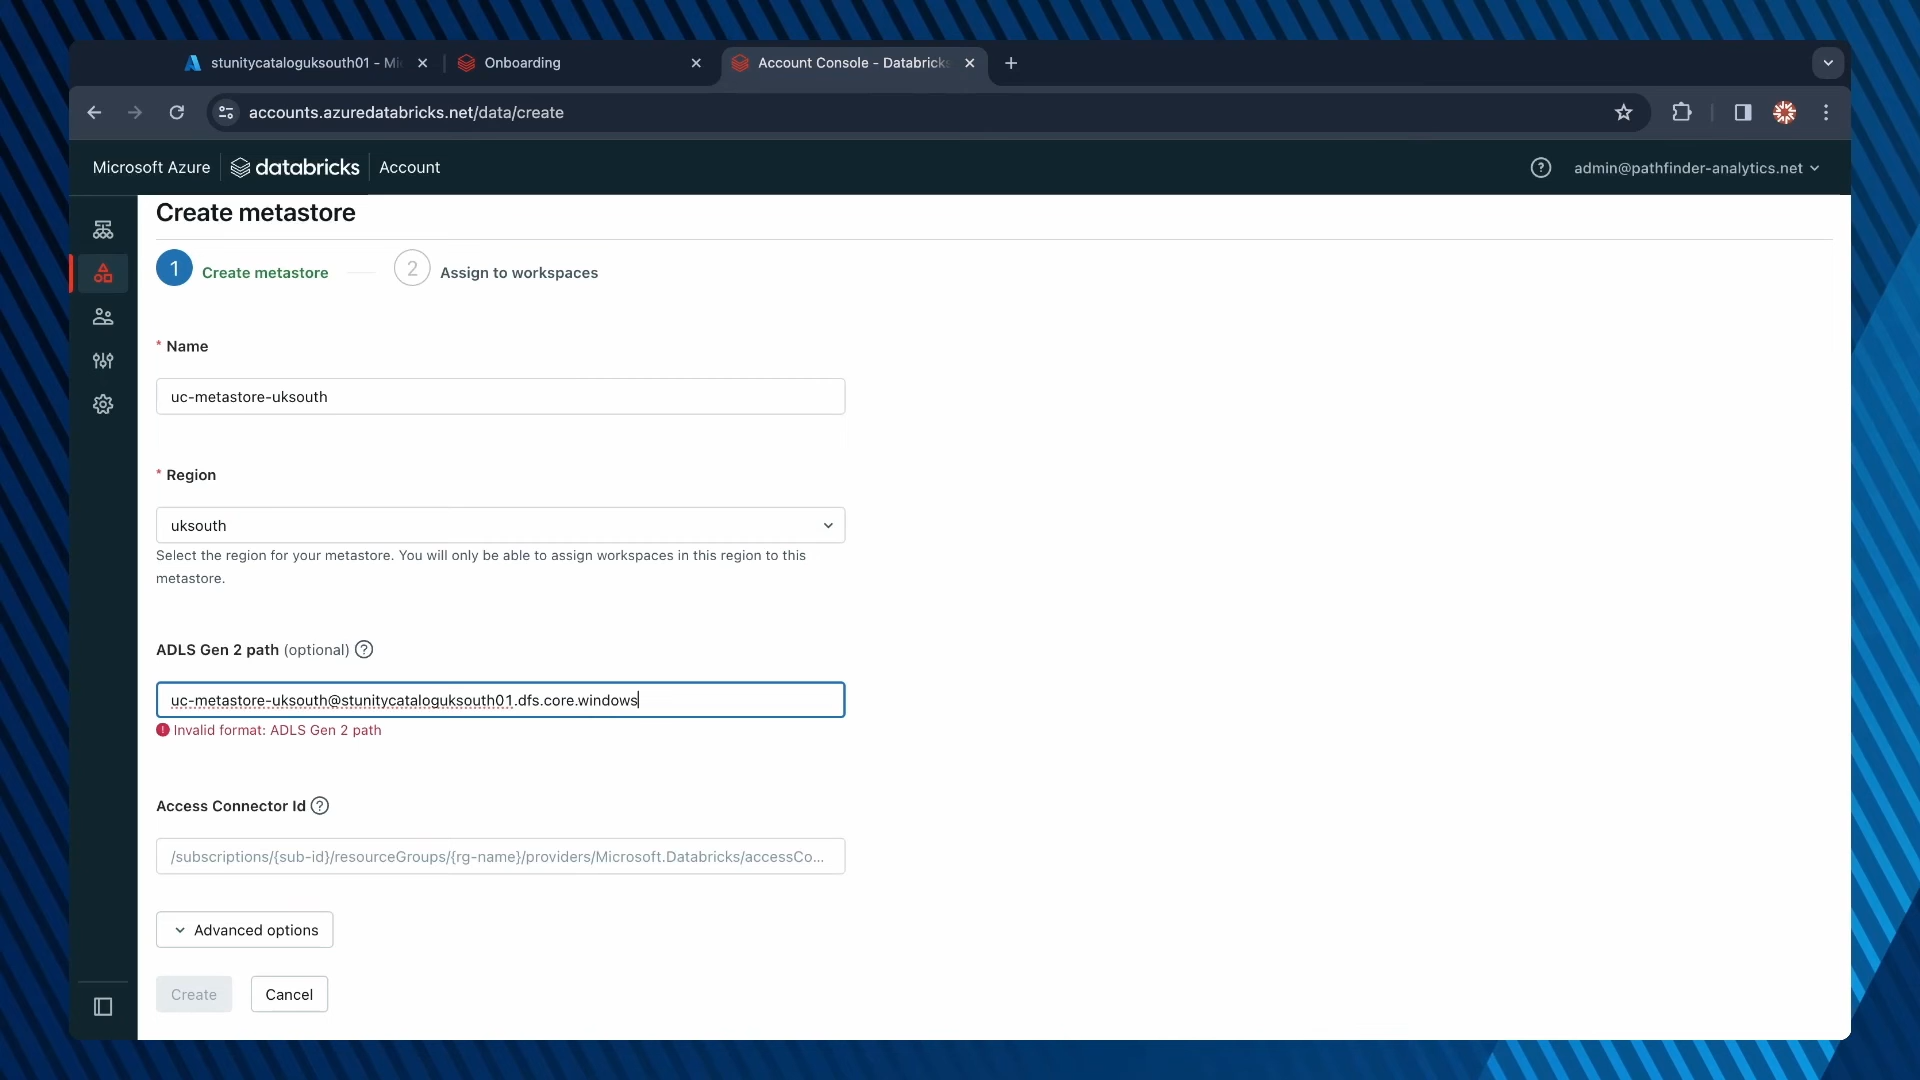 stunitycataloguksouth01 - Mi
Onboarding
Account Console - Databricks
accounts.azuredatabricks.net/data/create
Microsoft Azure
databricks
Account
admin@pathfinder-analytics.net
Create metastore
1
Create metastore
2
Assign to workspaces
* Name
uc-metastore-uksouth
* Region
uksouth
Select the region for your metastore. You will only be able to assign workspaces in this region to this
metastore.
ADLS Gen 2 path (optional)
uc-metastore-uksouth@stunitycataloguksouth01.dfs.core.windows
Invalid format: ADLS Gen 2 path
Access Connector Id
/subscriptions/{sub-id}/resourceGroups/{rg-name}/providers/Microsoft.Databricks/accessCo...
Advanced options
Create
Cancel